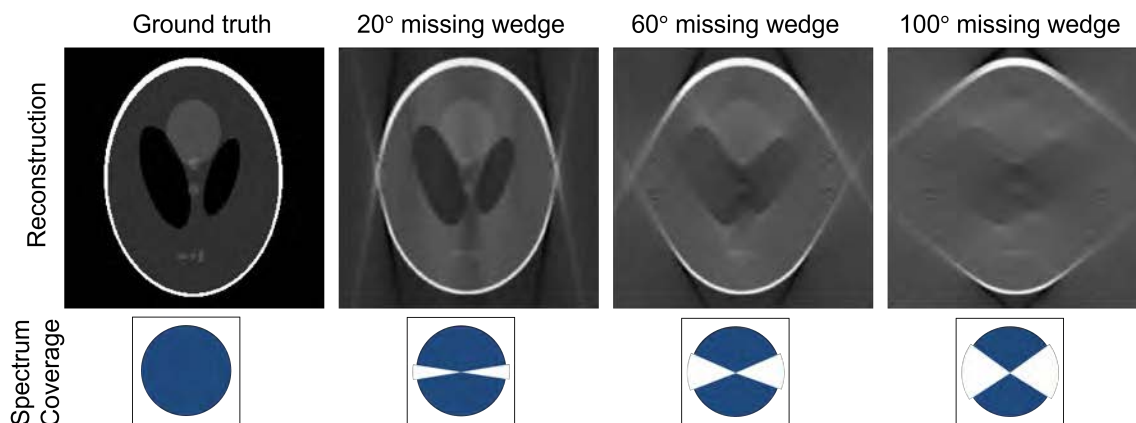 Ground truth
20° missing wedge
60° missing wedge
100° missing wedge
Reconstruction
Spectrum
Coverage